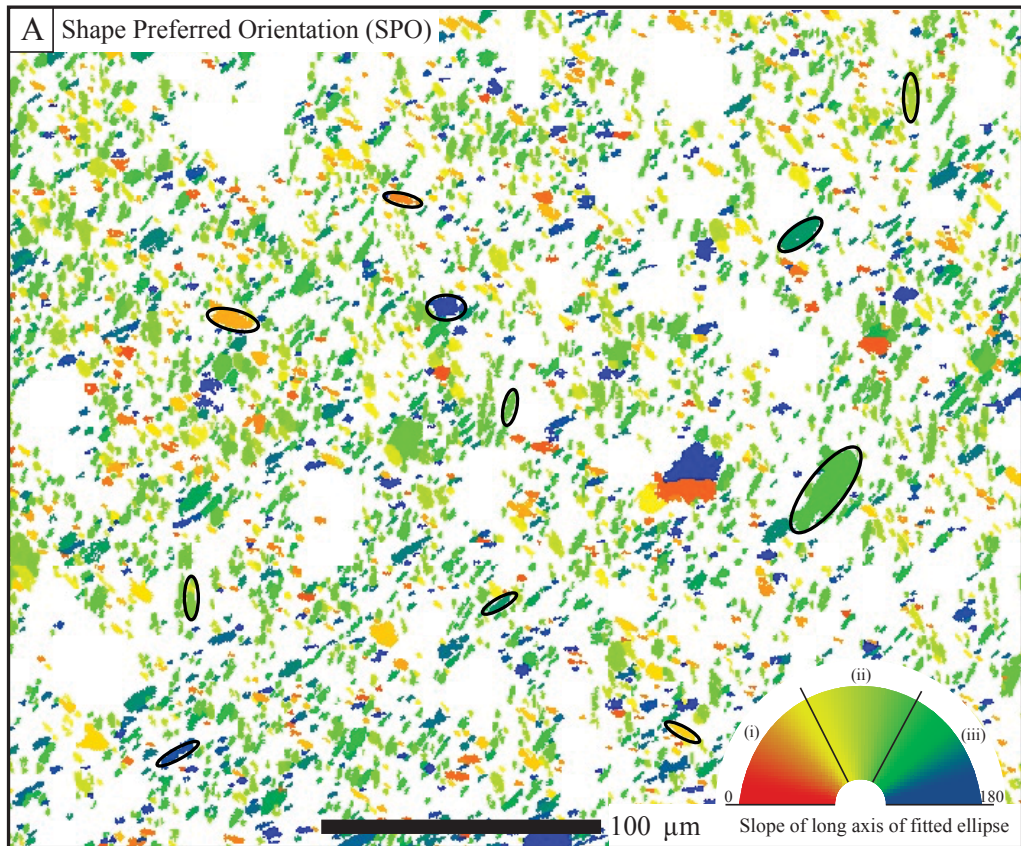 A Shape Preferred Orientation (SPO)
(ii)
(i)
(iii)
0
180
100 μm
Slope of long axis of fitted ellipse